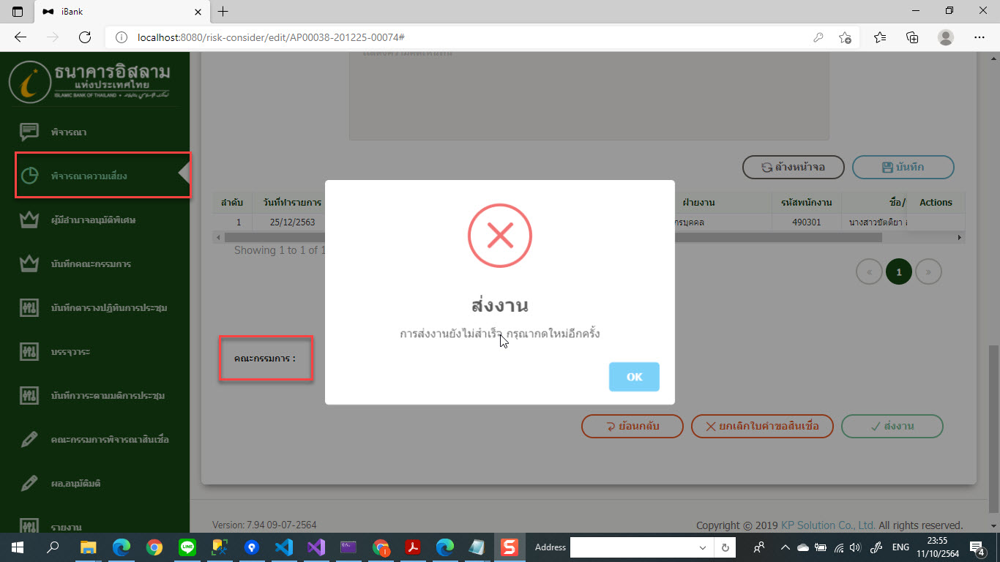 iBank
localhost:8080/risk-consider/edit/AP00038-201225-00074#
ธนาคารอิสลาม
แห่งประเทศไทย
ISLAMIC BANK OF THAILAND
พิจารณา
พิจารณาความเสี่ยง
ผู้มีอำนาจอนุมัติพิเศษ
บันทึกคณะกรรมการ
บันทึกตารางปฏิทินการประชุม
บรรจุวาระ
บันทึกวาระตามมติการประชุม
คณะกรรมการพิจารณาสินเชื่อ
ผอ.อนุมัติมติ
รายงาน
ล้างหน้าจอ บันทึก
ลำดับ วันที่ทำรายการ ฝ่ายงาน รหัสพนักงาน ชื่อ/ Actions
1 25/12/2563 กรบุคคล 490301 นางสาวขัตติยา
Showing 1 to 1 of 1
« 1 »
ส่งงาน
การส่งงานยังไม่สำเร็จ กรุณากดใหม่อีกครั้ง
OK
คณะกรรมการ :
ย้อนกลับ ยกเลิกใบคำขอสินเชื่อ ส่งงาน
Version: 7.94 09-07-2564
Copyright © 2019 KP Solution Co., Ltd. All rights reserved.
Address
ENG
23:55
11/10/2564
4